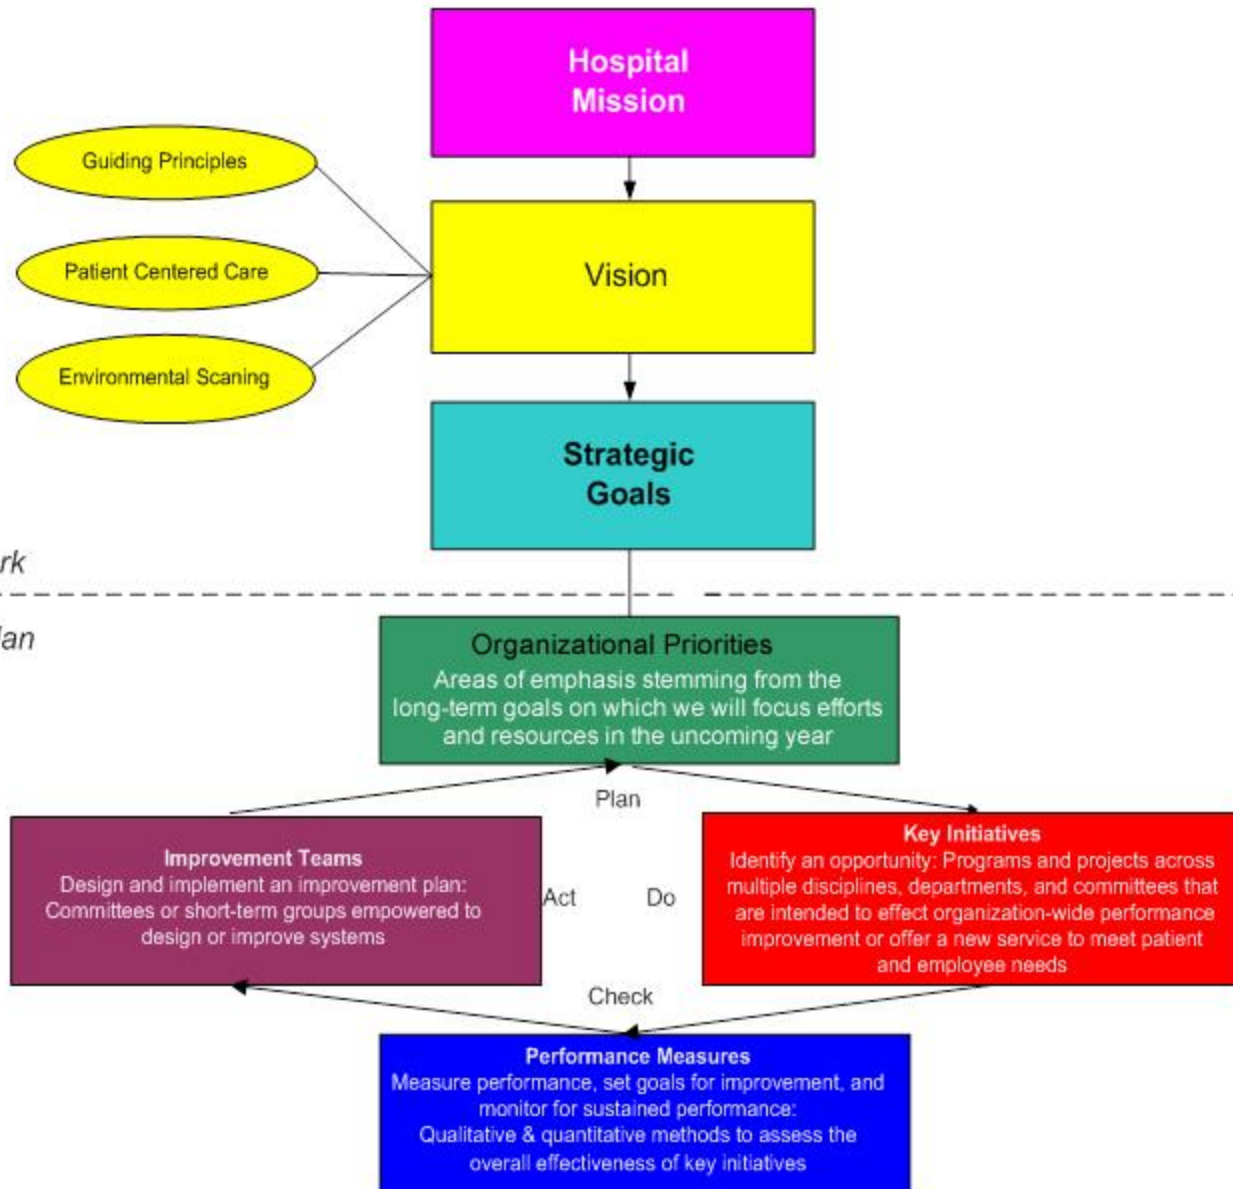 Hospital
Mission
Guiding Principles
Patient Centered Care
Environmental Scaning
Vision
Strategic
Goals
rk
lan
Organizational Priorities
Areas of emphasis stemming from the
long-term goals on which we will focus efforts
and resources in the uncoming year
Plan
Improvement Teams
Design and implement an improvement plan:
Committees or short-term groups empowered to
design or improve systems
Act
Do
Key Initiatives
Identify an opportunity: Programs and projects across
multiple disciplines, departments, and committees that
are intended to effect organization-wide performance
improvement or offer a new service to meet patient
and employee needs
Check
Performance Measures
Measure performance, set goals for improvement, and
monitor for sustained performance:
Qualitative & quantitative methods to assess the
overall effectiveness of key initiatives